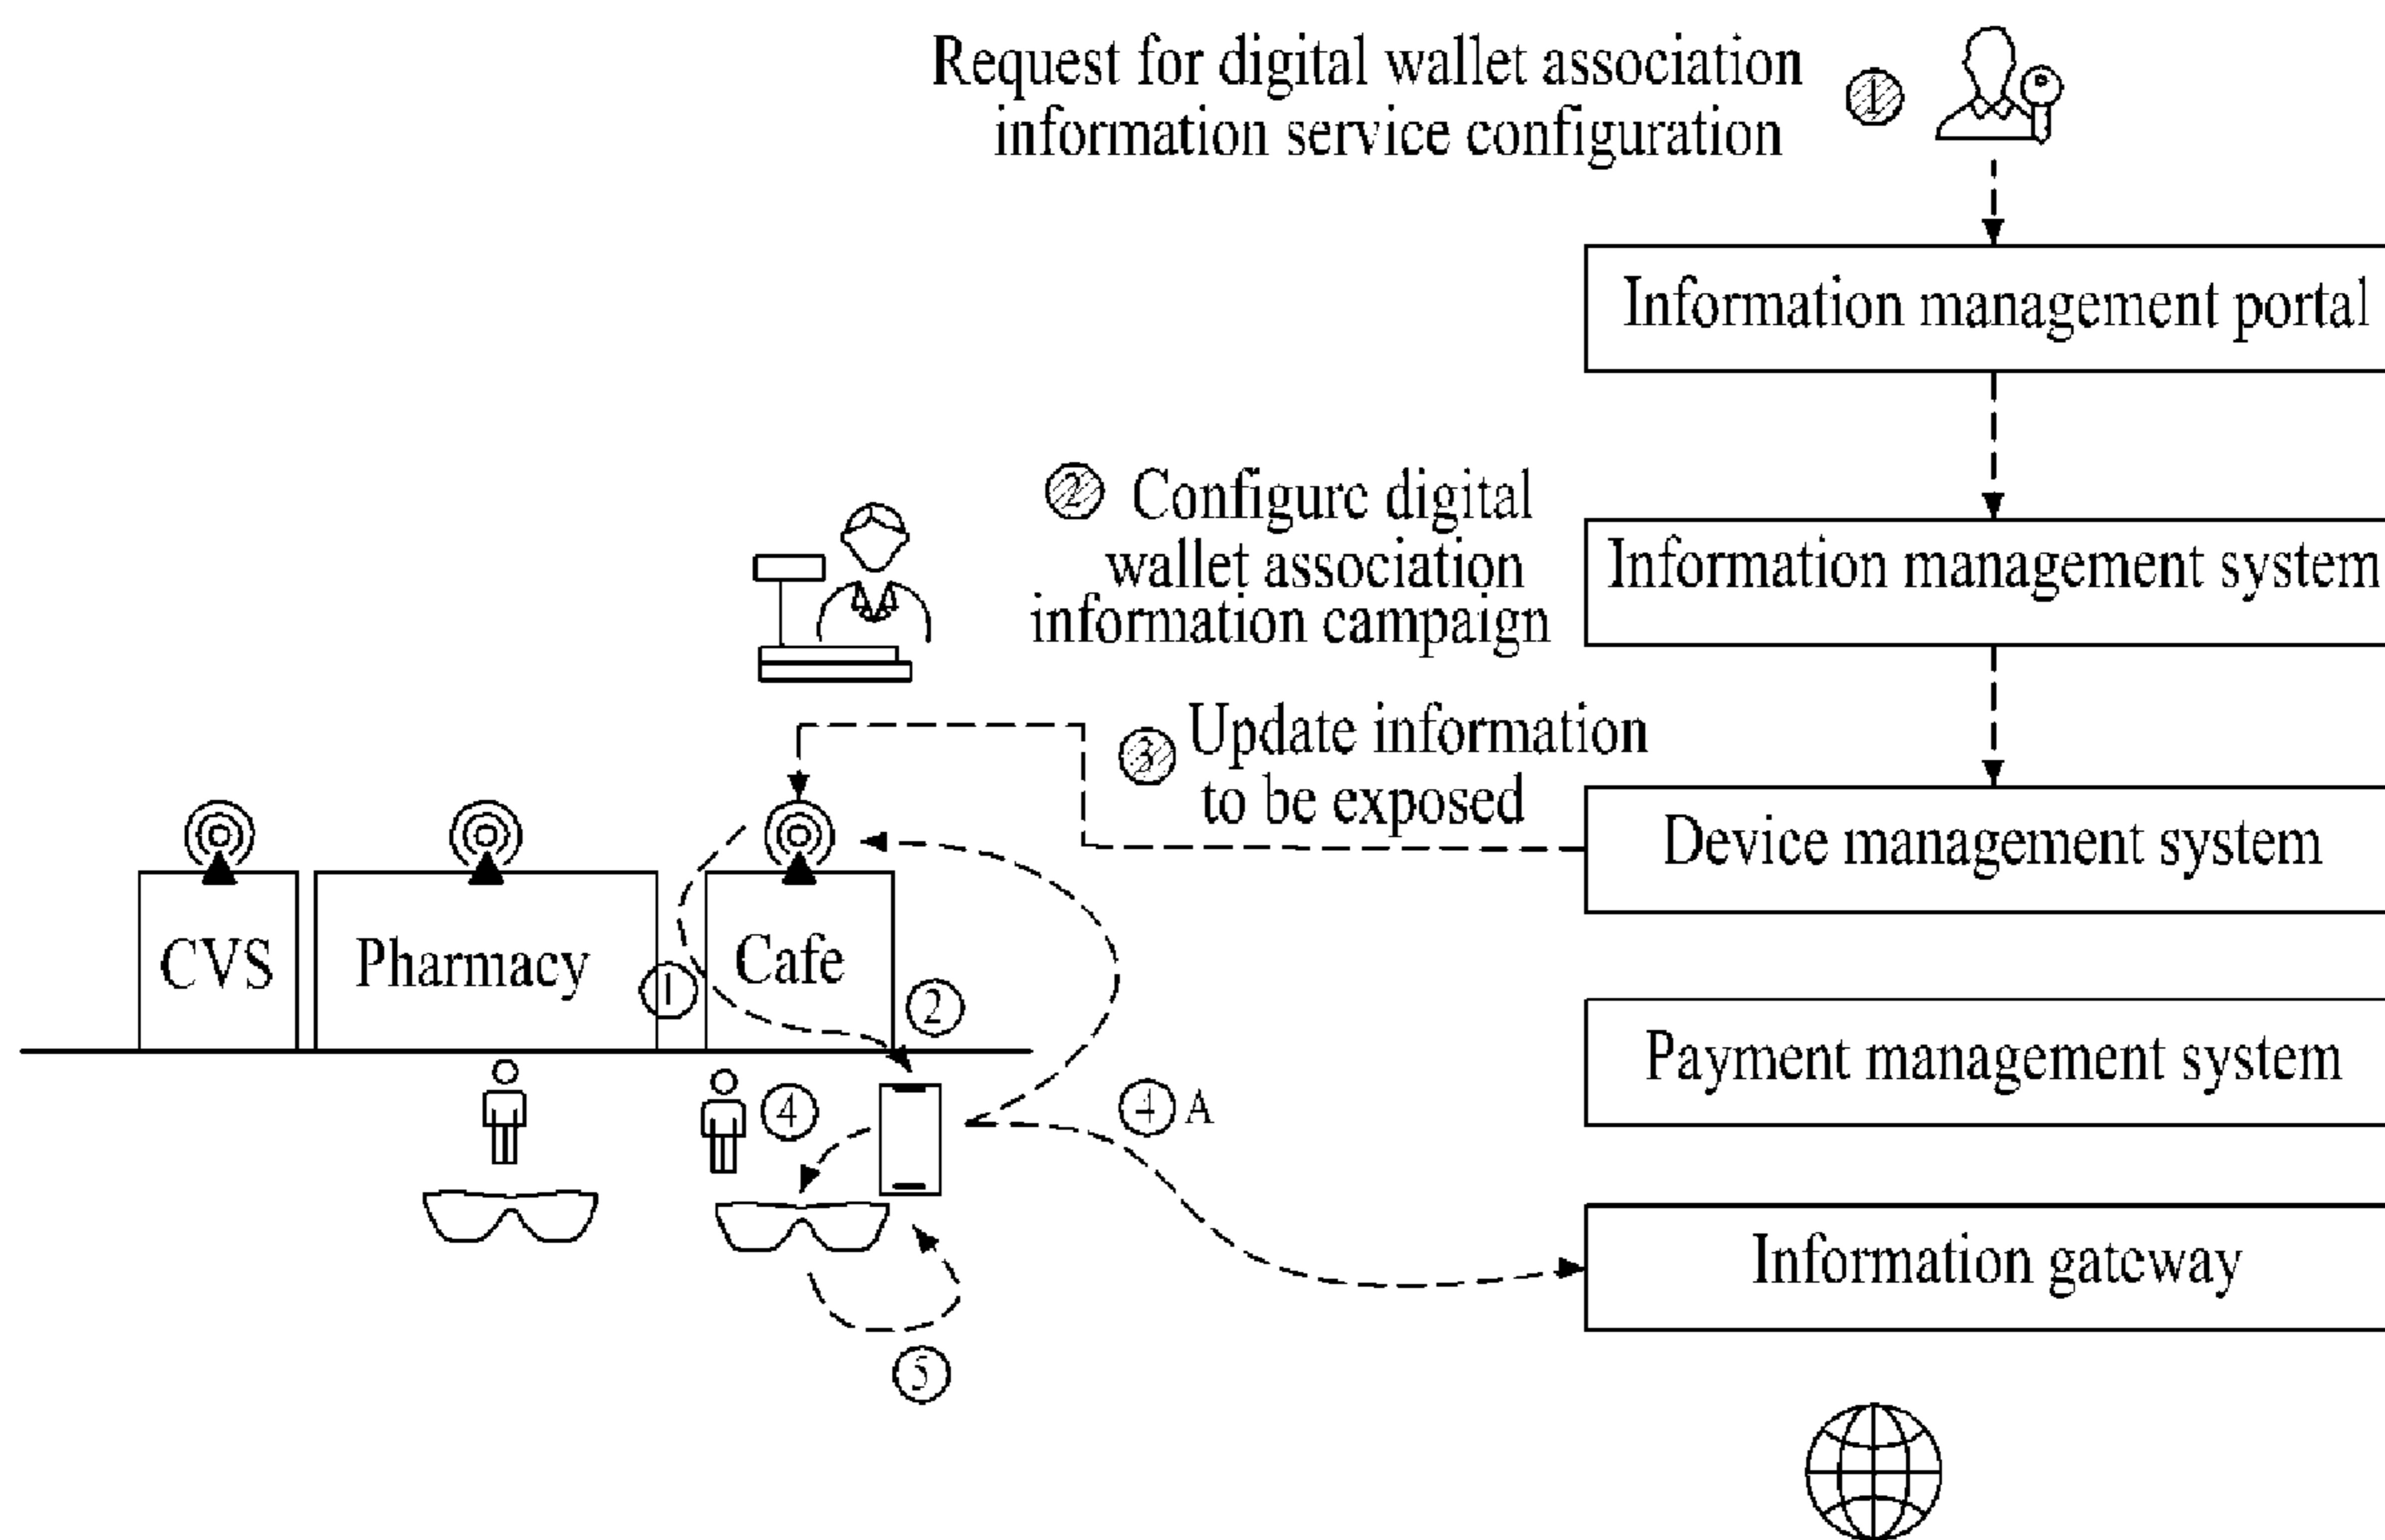 Request for digital wallet association
information service configuration
1
Information management portal
2 Configure digital
wallet association
information campaign
Information management system
3 Update information
to be exposed
Device management system
CVS
Pharmacy
Cafe
1
2
Payment management system
4
4 A
Information gateway
5